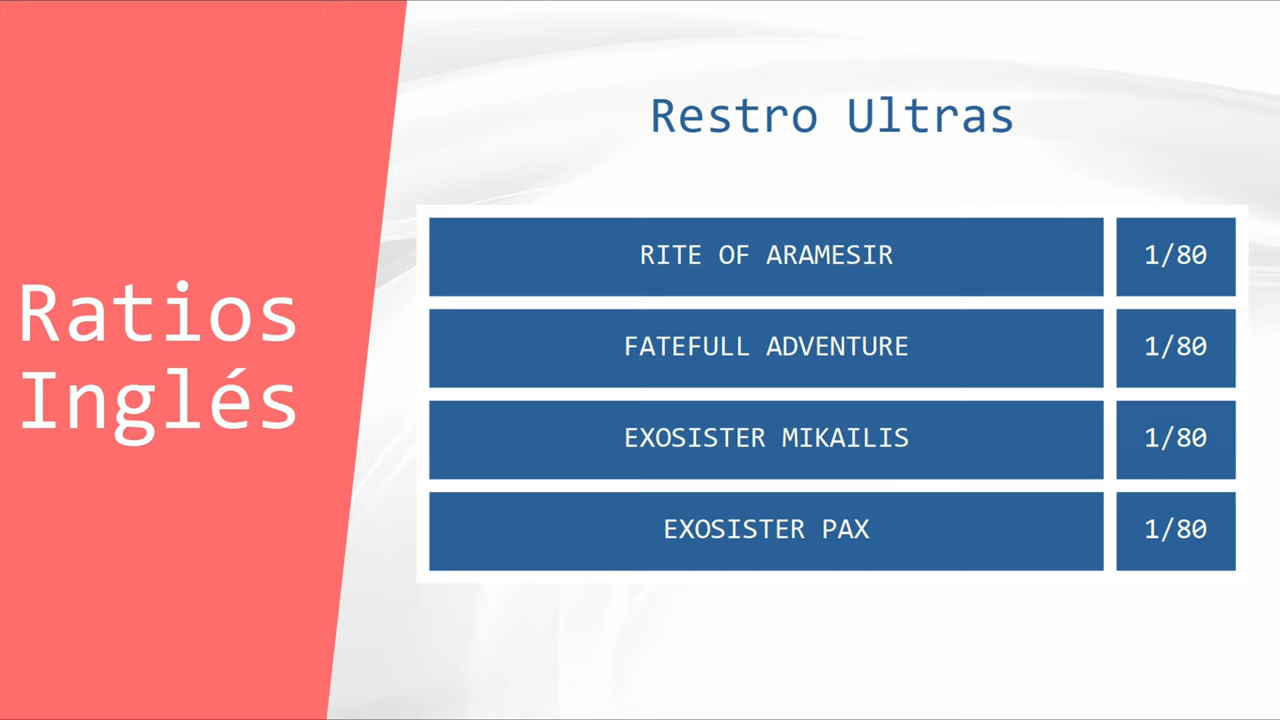 Ratios
Inglés
Restro Ultras
RITE OF ARAMESIR 1/80
FATEFULL ADVENTURE 1/80
EXOSISTER MIKAILIS 1/80
EXOSISTER PAX 1/80